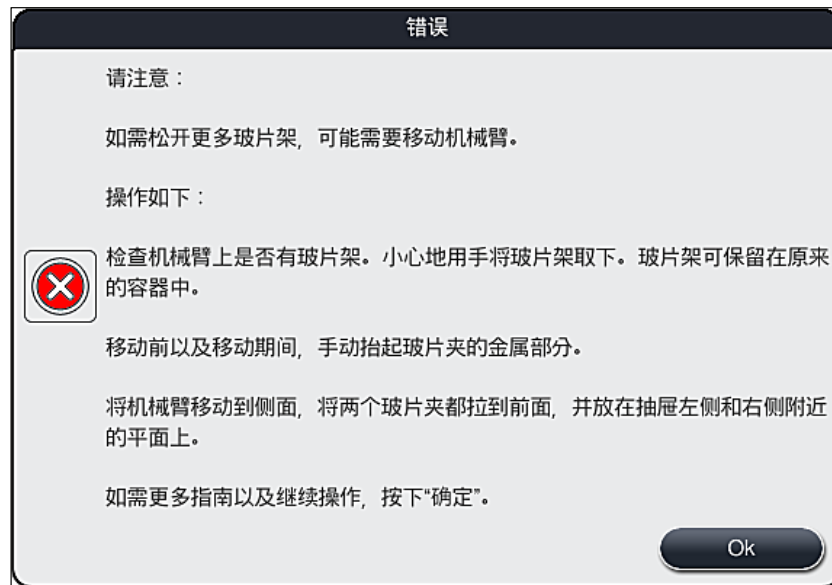 错误
请注意：
如需松开更多玻片架，可能需要移动机械臂。
操作如下：
检查机械臂上是否有玻片架。小心地用手将玻片架取下。玻片架可保留在原来
的容器中。
移动前以及移动期间，手动抬起玻片夹的金属部分。
将机械臂移动到侧面，将两个玻片夹都拉到前面，并放在抽屉左侧和右侧附近
的平面上。
如需更多指南以及继续操作，按下“确定”。
Ok